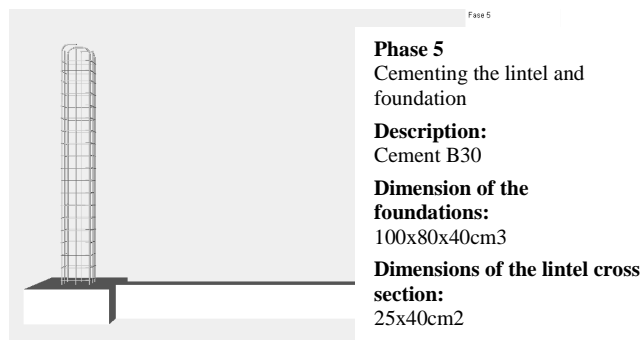 Fase 5
Phase 5
Cementing the lintel and
foundation
Description:
Cement B30
Dimension of the
foundations:
100x80x40cm3
Dimensions of the lintel cross
section:
25x40cm2